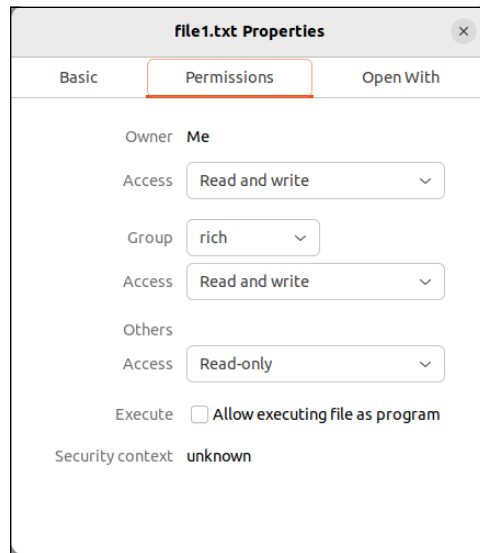 file1.txt Properties
Basic Permissions Open With
Owner Me
Access Read and write
Group rich
Access Read and write
Others
Access Read-only
Execute Allow executing file as program
Security context unknown